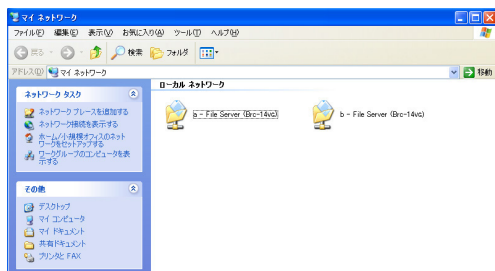 マイ ネットワーク
ファイル(F) 編集(E) 表示(V) お気に入り(A) ツール(T) ヘルプ(H)
戻る 検索 フォルダ
アドレス(D) マイ ネットワーク 移動
ネットワーク タスク
ネットワーク プレースを追加する
ネットワーク接続を表示する
ホーム/小規模オフィスのネット
ワークをセットアップする
ワークグループのコンピュータを表
示する
その他
デスクトップ
マイ コンピュータ
マイ ドキュメント
共有ドキュメント
プリンタと FAX
ローカル ネットワーク
a - File Server (Brc-14vg)
b - File Server (Brc-14vg)